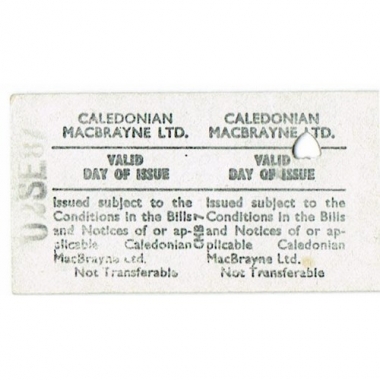 CALEDONIAN CALEDONIAN
MACBRAYNE LTD. MACBRAYNE LTD.
VALID VALID
DAY OF ISSUE DAY OF ISSUE
Issued subject to the Issued subject to the
Conditions in the Bills Conditions in the Bills
and Notices of or ap- and Notices of or ap-
plicable Caledonian plicable Caledonian
MacBrayne Ltd. MacBrayne Ltd.
Not Transferable Not Transferable
CMB 7